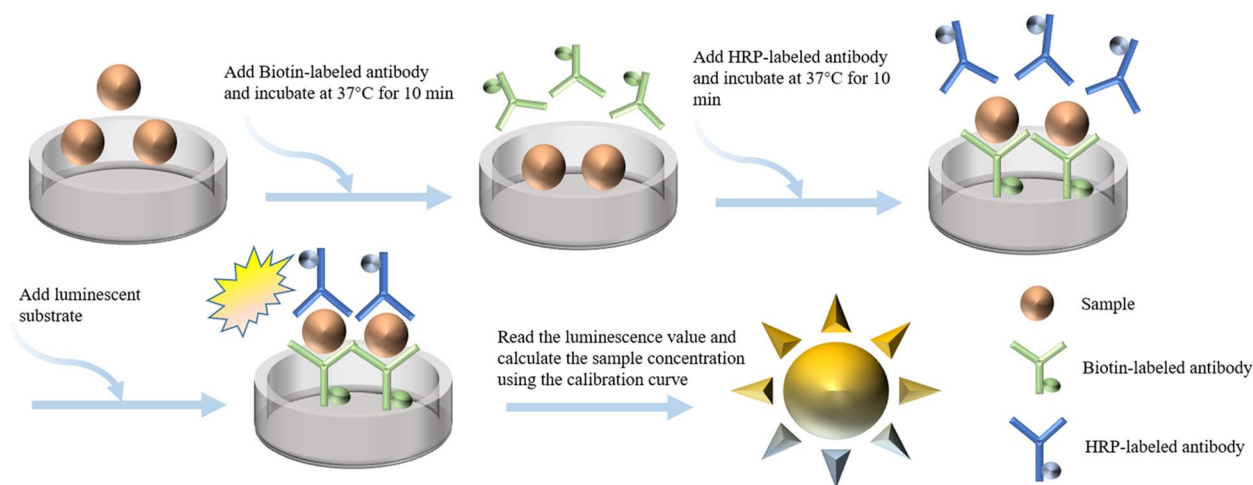 Add Biotin-labeled antibody
and incubate at 37°C for 10 min
Add HRP-labeled antibody
and incubate at 37°C for 10
min
Add luminescent
substrate
Read the luminescence value and
calculate the sample concentration
using the calibration curve
Sample
Biotin-labeled antibody
HRP-labeled antibody